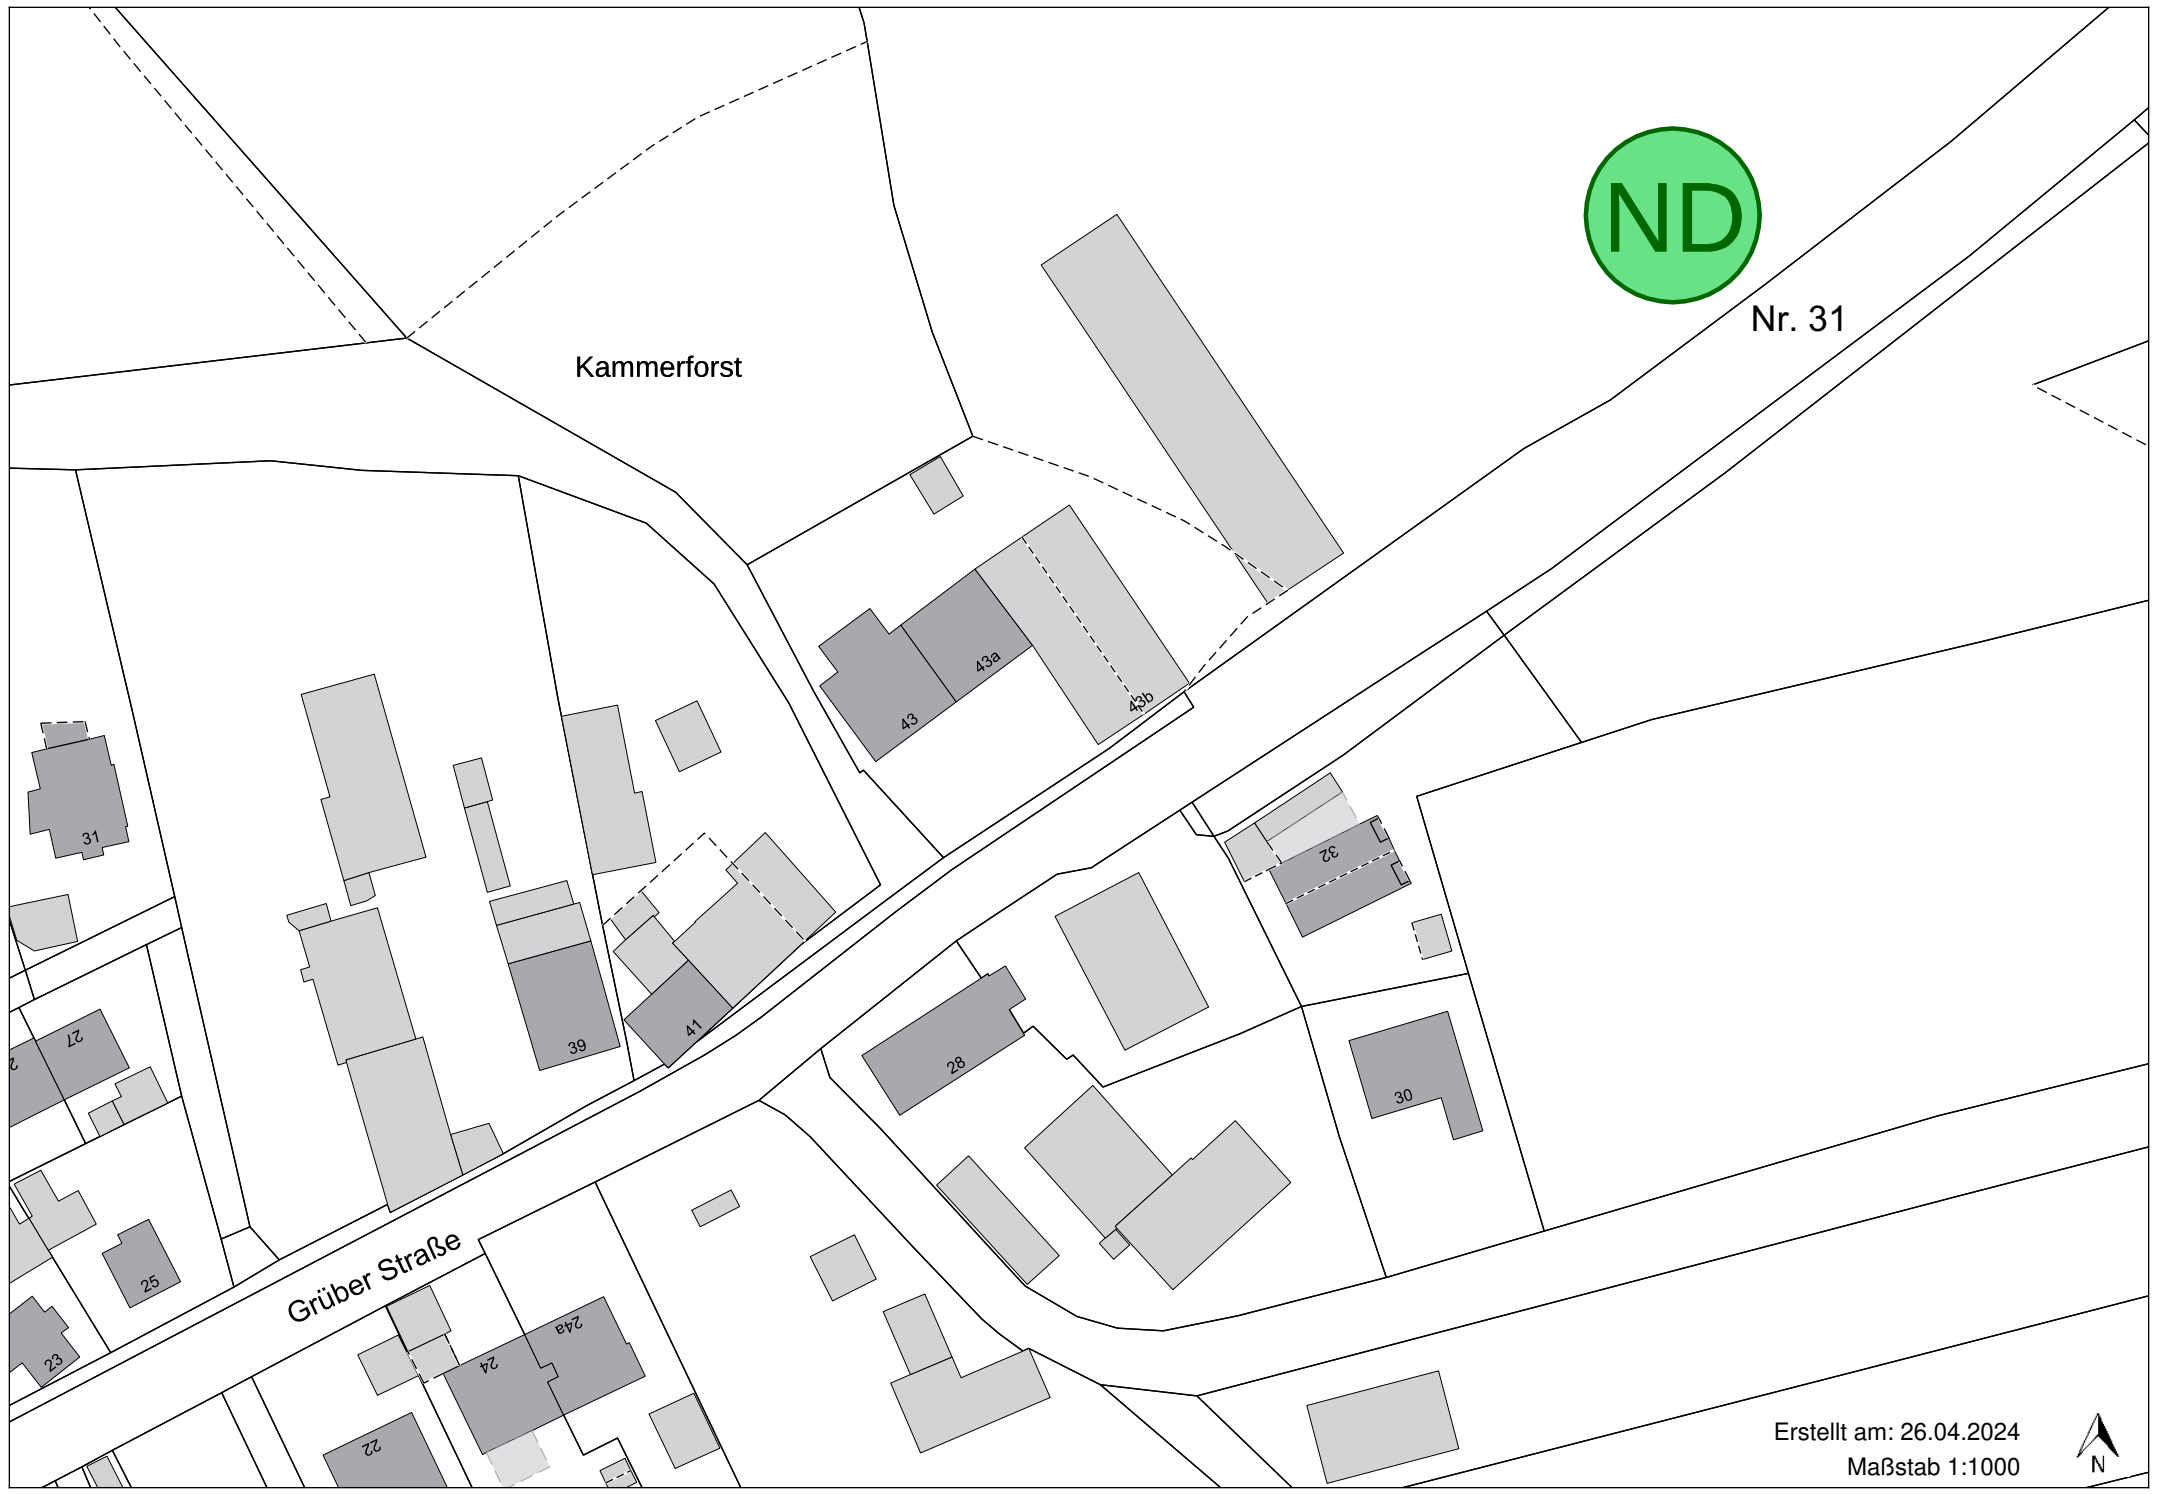 ND
Nr. 31
Kammerforst
43a
43b
43
31
32
41
39
27
28
30
25
Grüber Straße
24a
24
23
22
Erstellt am: 26.04.2024
Maßstab 1:1000
N